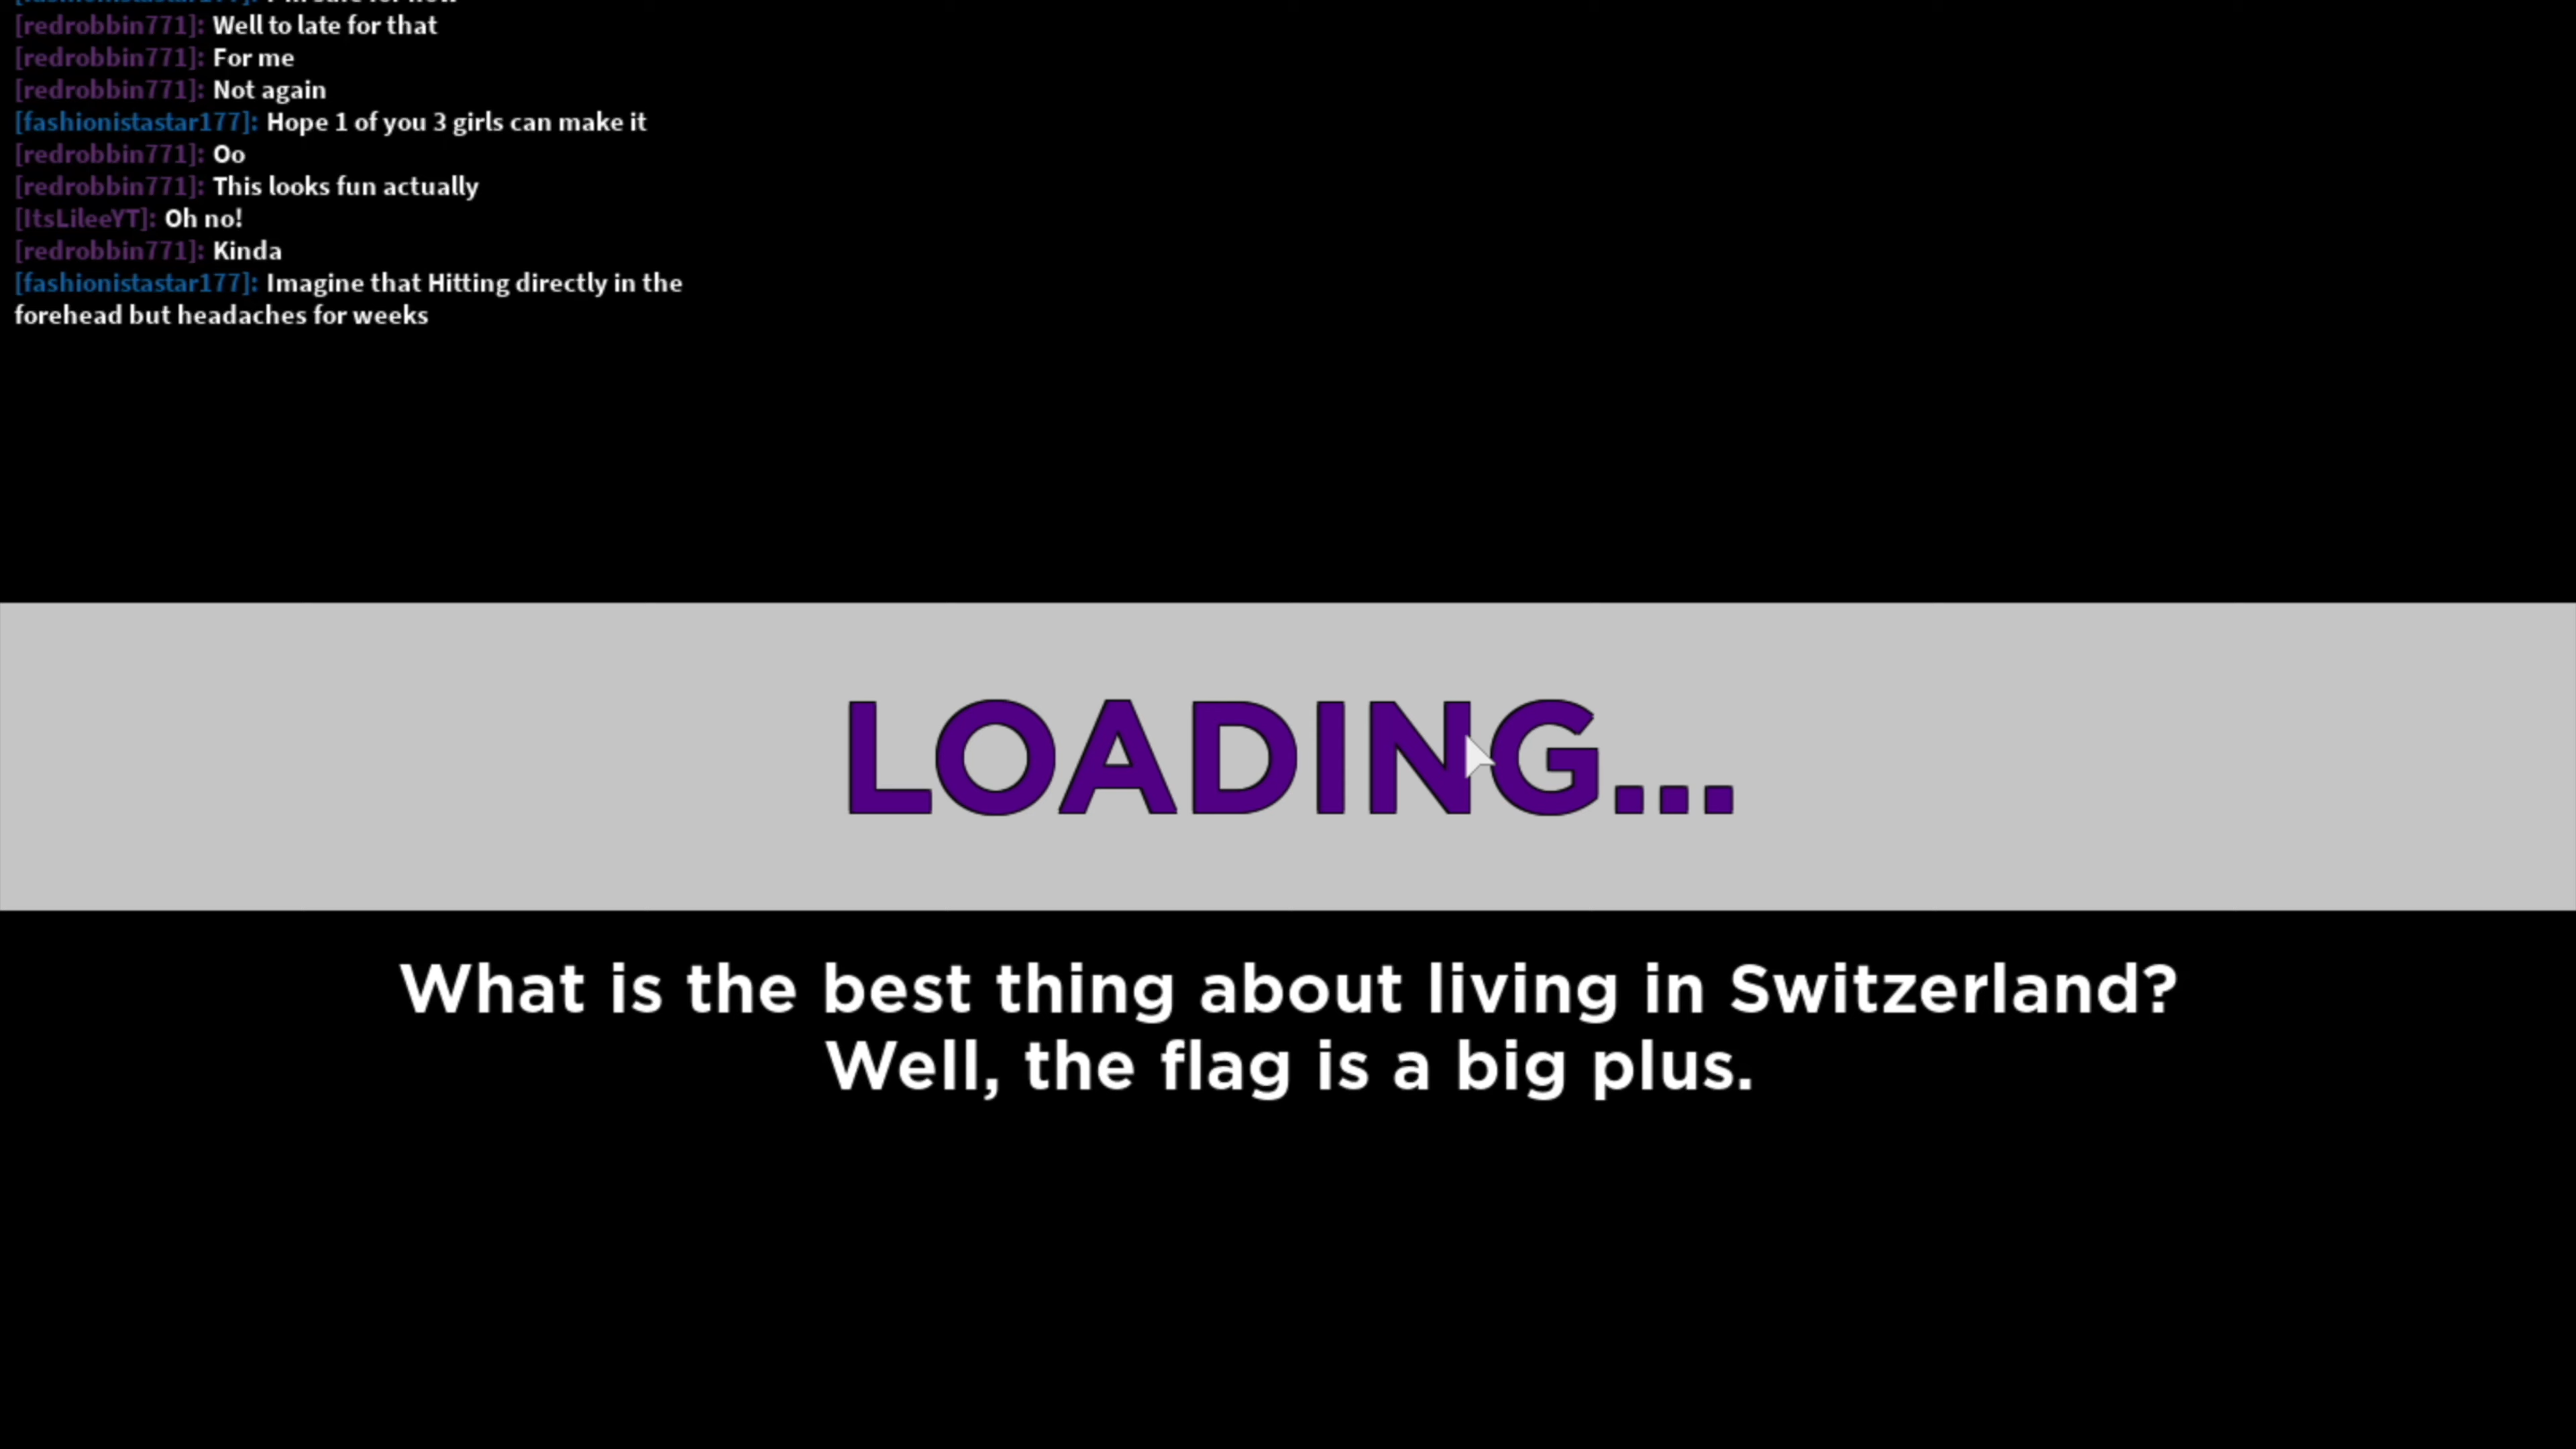 [redrobbin771]: Well to late for that
[redrobbin771]: For me
[redrobbin771]: Not again
[fashionistastar177]: Hope 1 of you 3 girls can make it
[redrobbin771]: Oo
[redrobbin771]: This looks fun actually
[ItsLileeYT]: Oh no!
[redrobbin771]: Kinda
[fashionistastar177]: Imagine that Hitting directly in the
forehead but headaches for weeks
LOADING...
What is the best thing about living in Switzerland?
Well, the flag is a big plus.